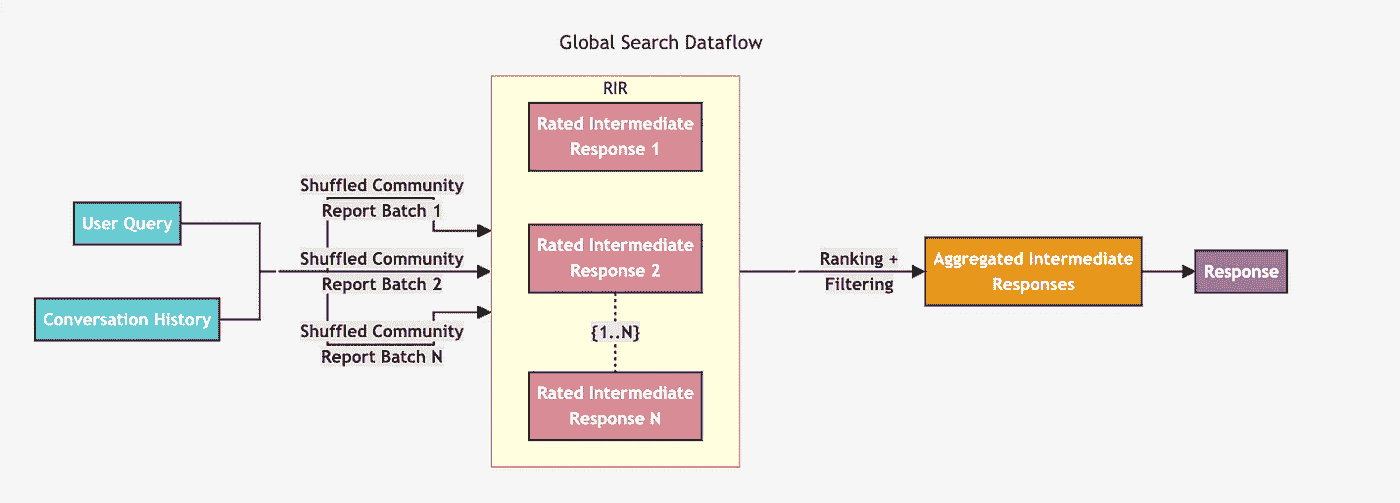 Global Search Dataflow
RIR
Rated Intermediate
Response 1
Shuffled Community
Report Batch 1
User Query
Shuffled Community
Report Batch 2
Rated Intermediate
Response 2
Ranking +
Filtering
Aggregated Intermediate
Responses
Response
Conversation History
Shuffled Community
Report Batch N
{1..N}
Rated Intermediate
Response N